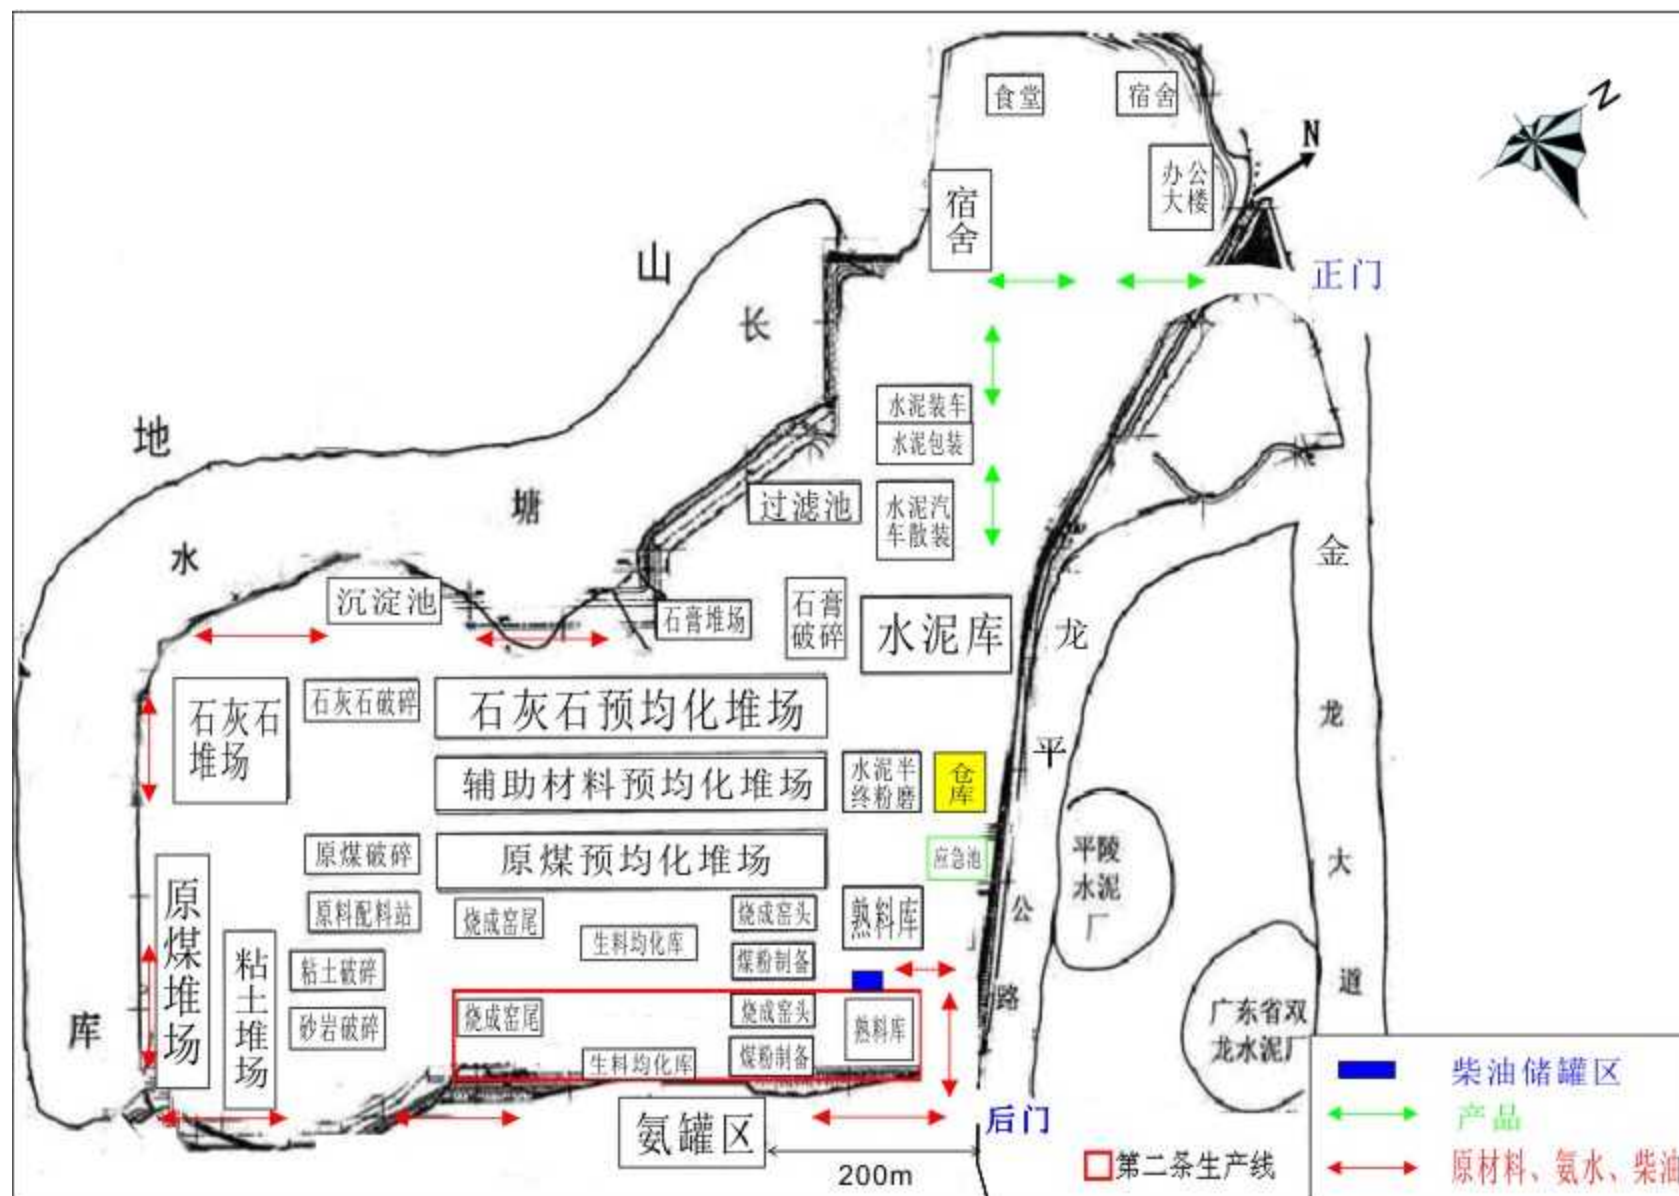 食堂
宿舍
N
N
办公
大楼
宿
舍
正门
山
长
地
塘
水
库
水泥装车
水泥包装
过滤池
水泥汽
车散装
沉淀池
石膏堆场
石膏
破碎
水泥库
石灰石
堆场
石灰石破碎
石灰石预均化堆场
辅助材料预均化堆场
水泥半
终粉磨
仓
库
原煤破碎
原煤预均化堆场
应急池
原料配料站
烧成窑尾
生料均化库
烧成窑头
煤粉制备
熟料库
原煤堆场
粘土堆场
粘土破碎
砂岩破碎
烧成窑尾
生料均化库
烧成窑头
煤粉制备
熟料库
氨罐区
后门
200m
龙
平
公
路
金
龙
大
道
平陵
水泥
厂
广东省双
龙水泥厂
第二条生产线
柴油储罐区
产品
原材料、氨水、柴油